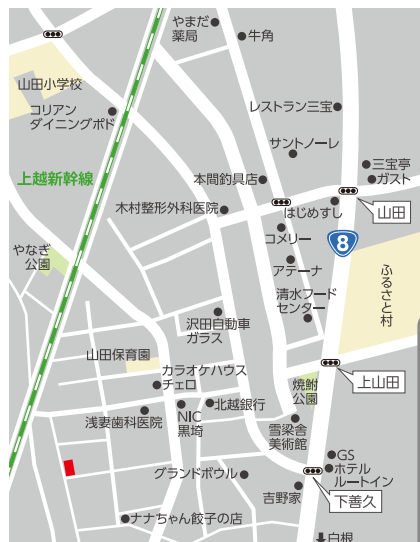 やまだ
薬局
牛角
山田小学校
コリアン
ダイニングポド
レストラン三宝
サントノーレ
三宝亭
ガスト
上越新幹線
本間釣具店
はじめすし
山田
木村整形外科医院
コメリー
8
アテーナ
やなぎ
公園
ふるさと村
清水フード
センター
沢田自動車
ガラス
山田保育園
カラオケハウス
チェロ
焼鮒
公園
上山田
浅妻歯科医院
NIC
黒埼
北越銀行
雪梁舎
美術館
GS
ホテル
ルートイン
グランドボウル
吉野家
下善久
ナナちゃん餃子の店
白根